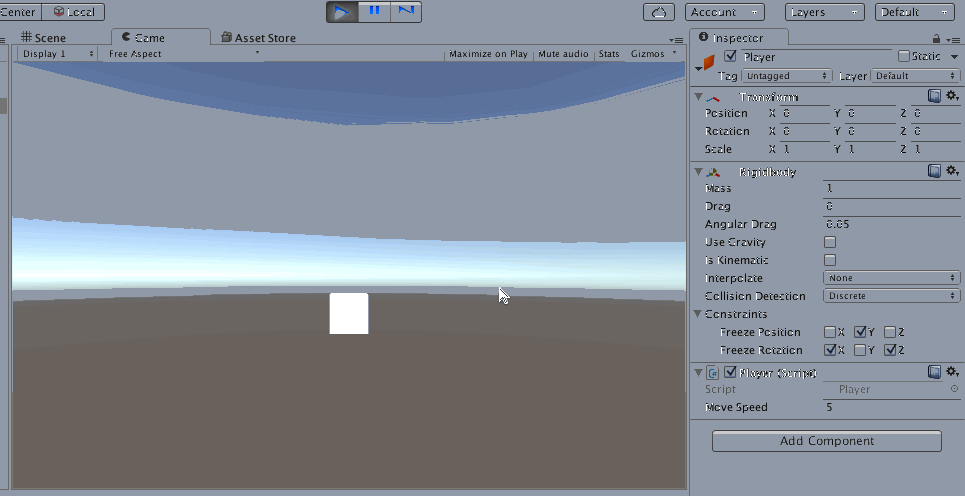 Center Local Account Layers Default
Scene Game Asset Store Inspector
Display 1 Free Aspect Maximize on Play Mute audio Stats Gizmos
Player Static
Tag Untagged Layer Default
Transform
Position X 0 Y 0 Z 0
Rotation X 0 Y 0 Z 0
Scale X 1 Y 1 Z 1
Rigidbody
Mass 1
Drag 0
Angular Drag 0.05
Use Gravity
Is Kinematic
Interpolate None
Collision Detection Discrete
Constraints
Freeze Position X Y Z
Freeze Rotation X Y Z
Player (Script)
Script Player
Move Speed 5
Add Component